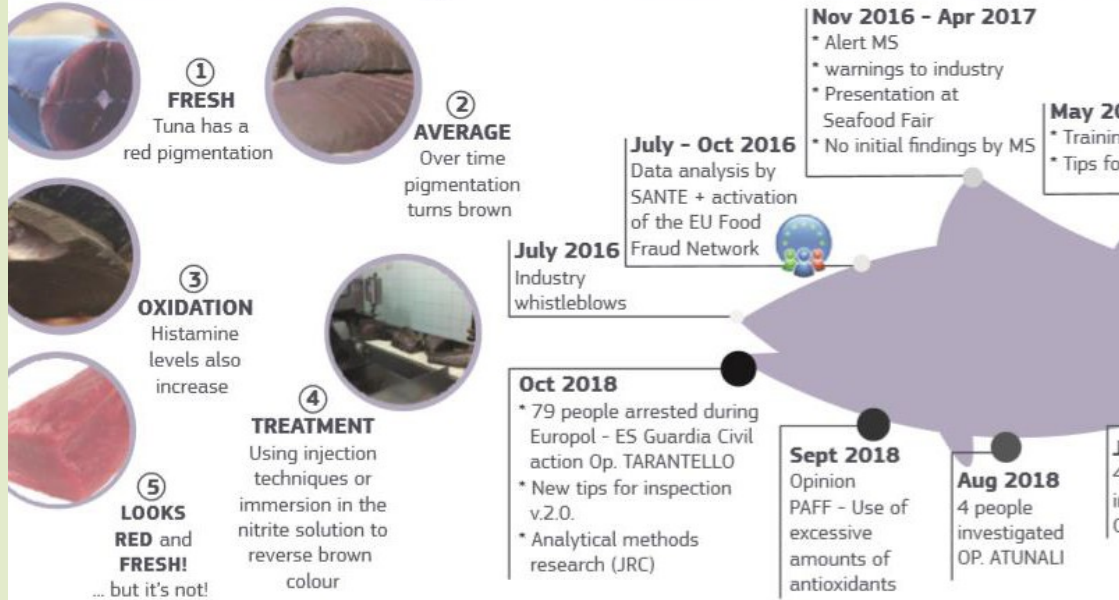 ①
FRESH
Tuna has a
red pigmentation
②
AVERAGE
Over time
pigmentation
turns brown
③
OXIDATION
Histamine
levels also
increase
④
TREATMENT
Using injection
techniques or
immersion in the
nitrite solution to
reverse brown
colour
⑤
LOOKS
RED and
FRESH!
... but it's not!
July 2016
Industry
whistleblows
July – Oct 2016
Data analysis by
SANTE + activation
of the EU Food
Fraud Network
Nov 2016 – Apr 2017
* Alert MS
* warnings to industry
* Presentation at
Seafood Fair
* No initial findings by MS
May
* Tips
Aug 2018
4 people
investigated
OP. ATUNALI
Sept 2018
Opinion
PAFF - Use of
excessive
amounts of
antioxidants
Oct 2018
* 79 people arrested during
Europol - ES Guardia Civil
action Op. TARANTELLO
* New tips for inspection
v.2.0.
* Analytical methods
research (JRC)